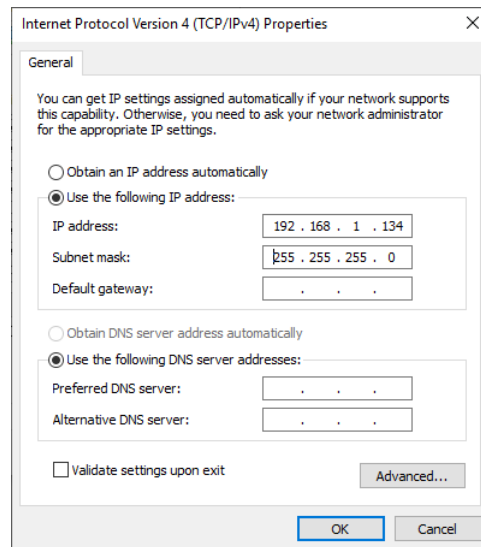 Internet Protocol Version 4 (TCP/IPv4) Properties
General
You can get IP settings assigned automatically if your network supports
this capability. Otherwise, you need to ask your network administrator
for the appropriate IP settings.
Obtain an IP address automatically
Use the following IP address:
IP address: 192 . 168 . 1 . 134
Subnet mask: 255 . 255 . 255 . 0
Default gateway: . . .
Obtain DNS server address automatically
Use the following DNS server addresses:
Preferred DNS server: . . .
Alternative DNS server: . . .
Validate settings upon exit
Advanced...
OK Cancel